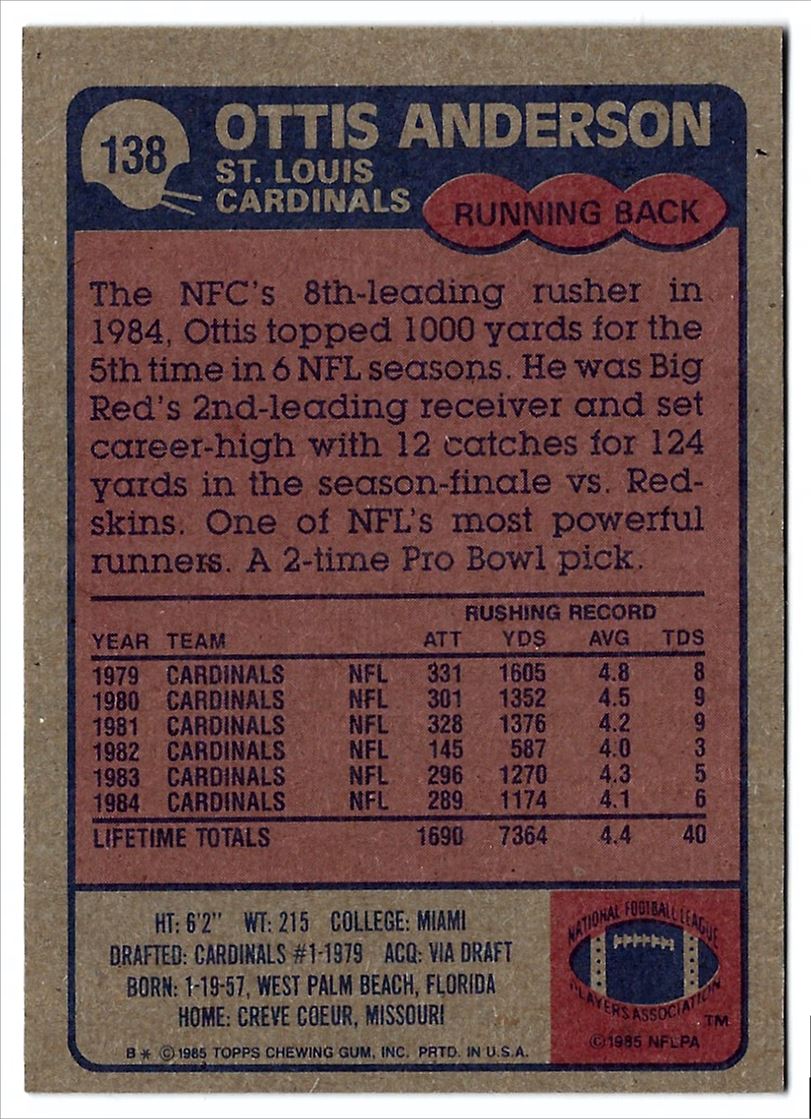 138
OTTIS ANDERSON
ST. LOUIS
CARDINALS
RUNNING BACK
The NFC's 8th-leading rusher in
1984, Ottis topped 1000 yards for the
5th time in 6 NFL seasons. He was Big
Red's 2nd-leading receiver and set
career-high with 12 catches for 124
yards in the season-finale vs. Red-
skins. One of NFL's most powerful
runners. A 2-time Pro Bowl pick.
RUSHING RECORD
YEAR TEAM ATT YDS AVG TDS
1979 CARDINALS NFL 331 1605 4.8 8
1980 CARDINALS NFL 301 1352 4.5 9
1981 CARDINALS NFL 328 1376 4.2 9
1982 CARDINALS NFL 145 587 4.0 3
1983 CARDINALS NFL 296 1270 4.3 5
1984 CARDINALS NFL 289 1174 4.1 6
LIFETIME TOTALS 1690 7364 4.4 40
HT: 6'2" WT: 215 COLLEGE: MIAMI
DRAFTED: CARDINALS #1-1979 ACQ: VIA DRAFT
BORN: 1-19-57, WEST PALM BEACH, FLORIDA
HOME: CREVE COEUR, MISSOURI
B* ©1985 TOPPS CHEWING GUM, INC. PRTD. IN U.S.A.
NATIONAL FOOTBALL LEAGUE
PLAYERS ASSOCIATION
TM
©1985 NFLPA